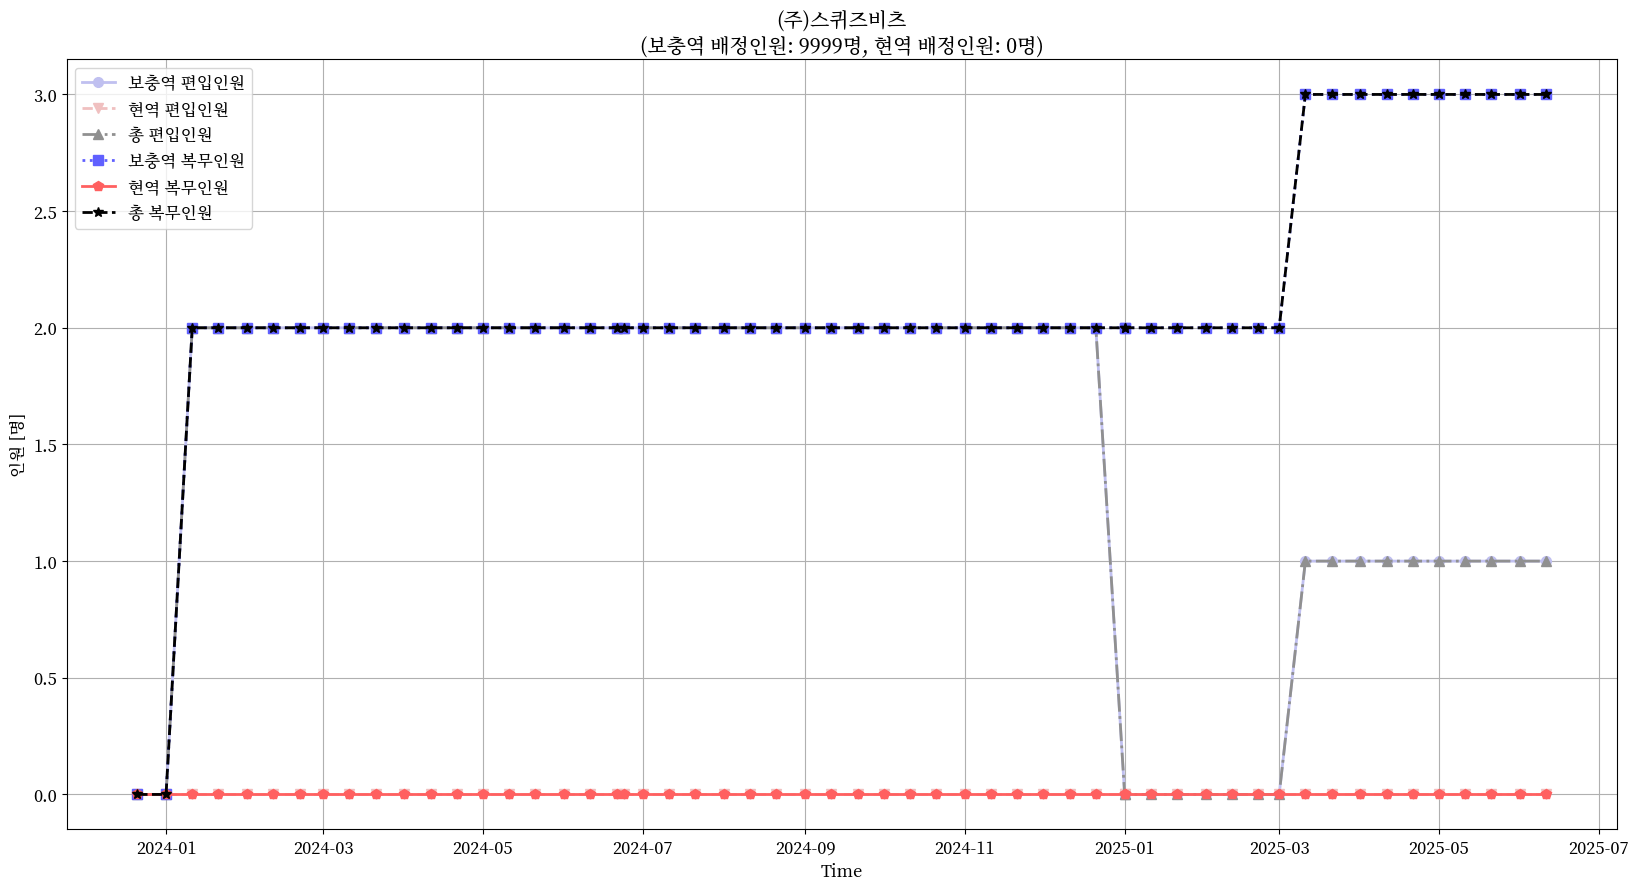 (주)스퀴즈비츠
(보충역 배정인원: 9999명, 현역 배정인원: 0명)
보충역 편입인원
현역 편입인원
총 편입인원
보충역 복무인원
현역 복무인원
총 복무인원
인원 [명]
3.0
2.5
2.0
1.5
1.0
0.5
0.0
2024-01 2024-03 2024-05 2024-07 2024-09 2024-11 2025-01 2025-03 2025-05 2025-07
Time